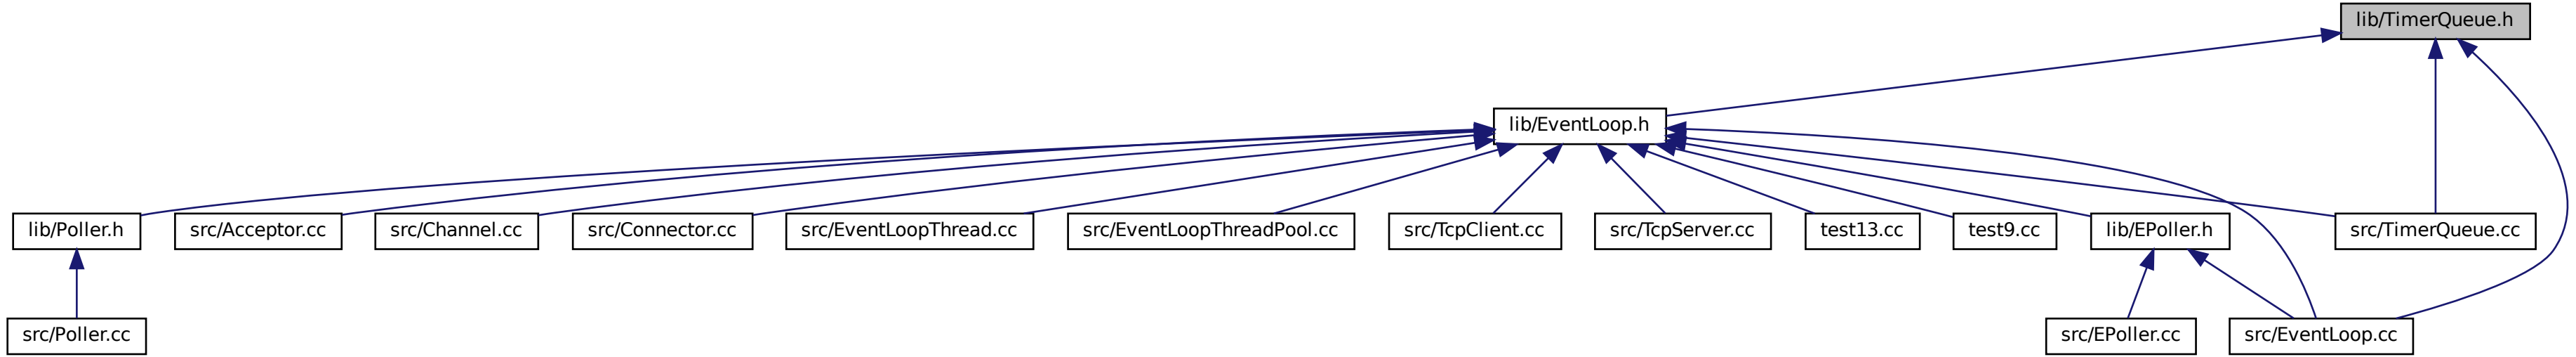 lib/TimerQueue.h
lib/EventLoop.h
lib/Poller.h
src/Acceptor.cc
src/Channel.cc
src/Connector.cc
src/EventLoopThread.cc
src/EventLoopThreadPool.cc
src/TcpClient.cc
src/TcpServer.cc
test13.cc
test9.cc
lib/EPoller.h
src/TimerQueue.cc
src/Poller.cc
src/EPoller.cc
src/EventLoop.cc